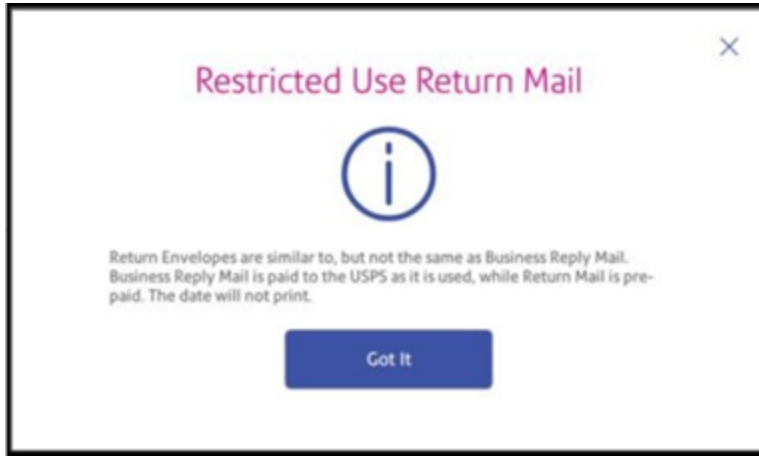 Restricted Use Return Mail
Return Envelopes are similar to, but not the same as Business Reply Mail.
Business Reply Mail is paid to the USPS as it is used, while Return Mail is pre-
paid. The date will not print.
Got It